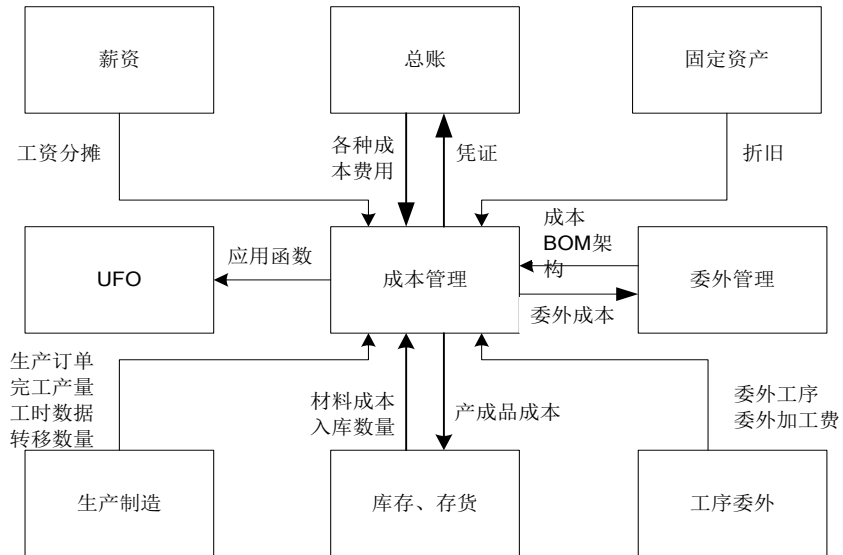 薪资
总账
固定资产
工资分摊
各种成
本费用
凭证
折旧
成本
BOM架
构
UFO
应用函数
成本管理
委外管理
委外成本
生产订单
完工产量
工时数据
转移数量
材料成本
入库数量
产成品成本
委外工序
委外加工费
生产制造
库存、存货
工序委外